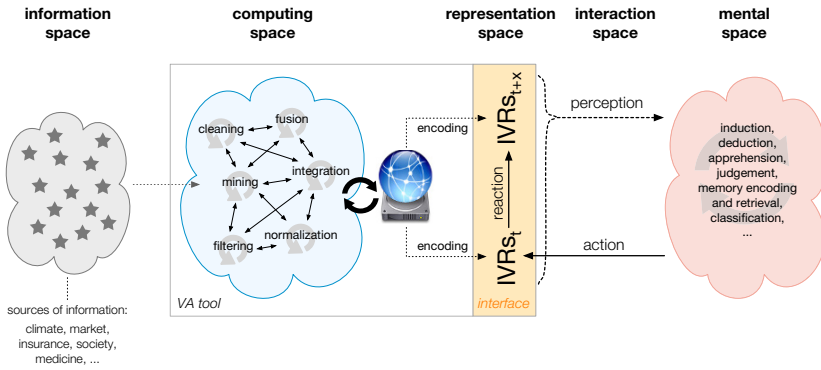 information
space
computing
space
representation
space
interaction
space
mental
space
cleaning
fusion
mining
integration
filtering
normalization
VA tool
encoding
encoding
IVRs t+x
reaction
IVRs t
interface
perception
action
induction,
deduction,
apprehension,
judgement,
memory encoding
and retrieval,
classification,
...
sources of information:
climate, market,
insurance, society,
medicine, ...